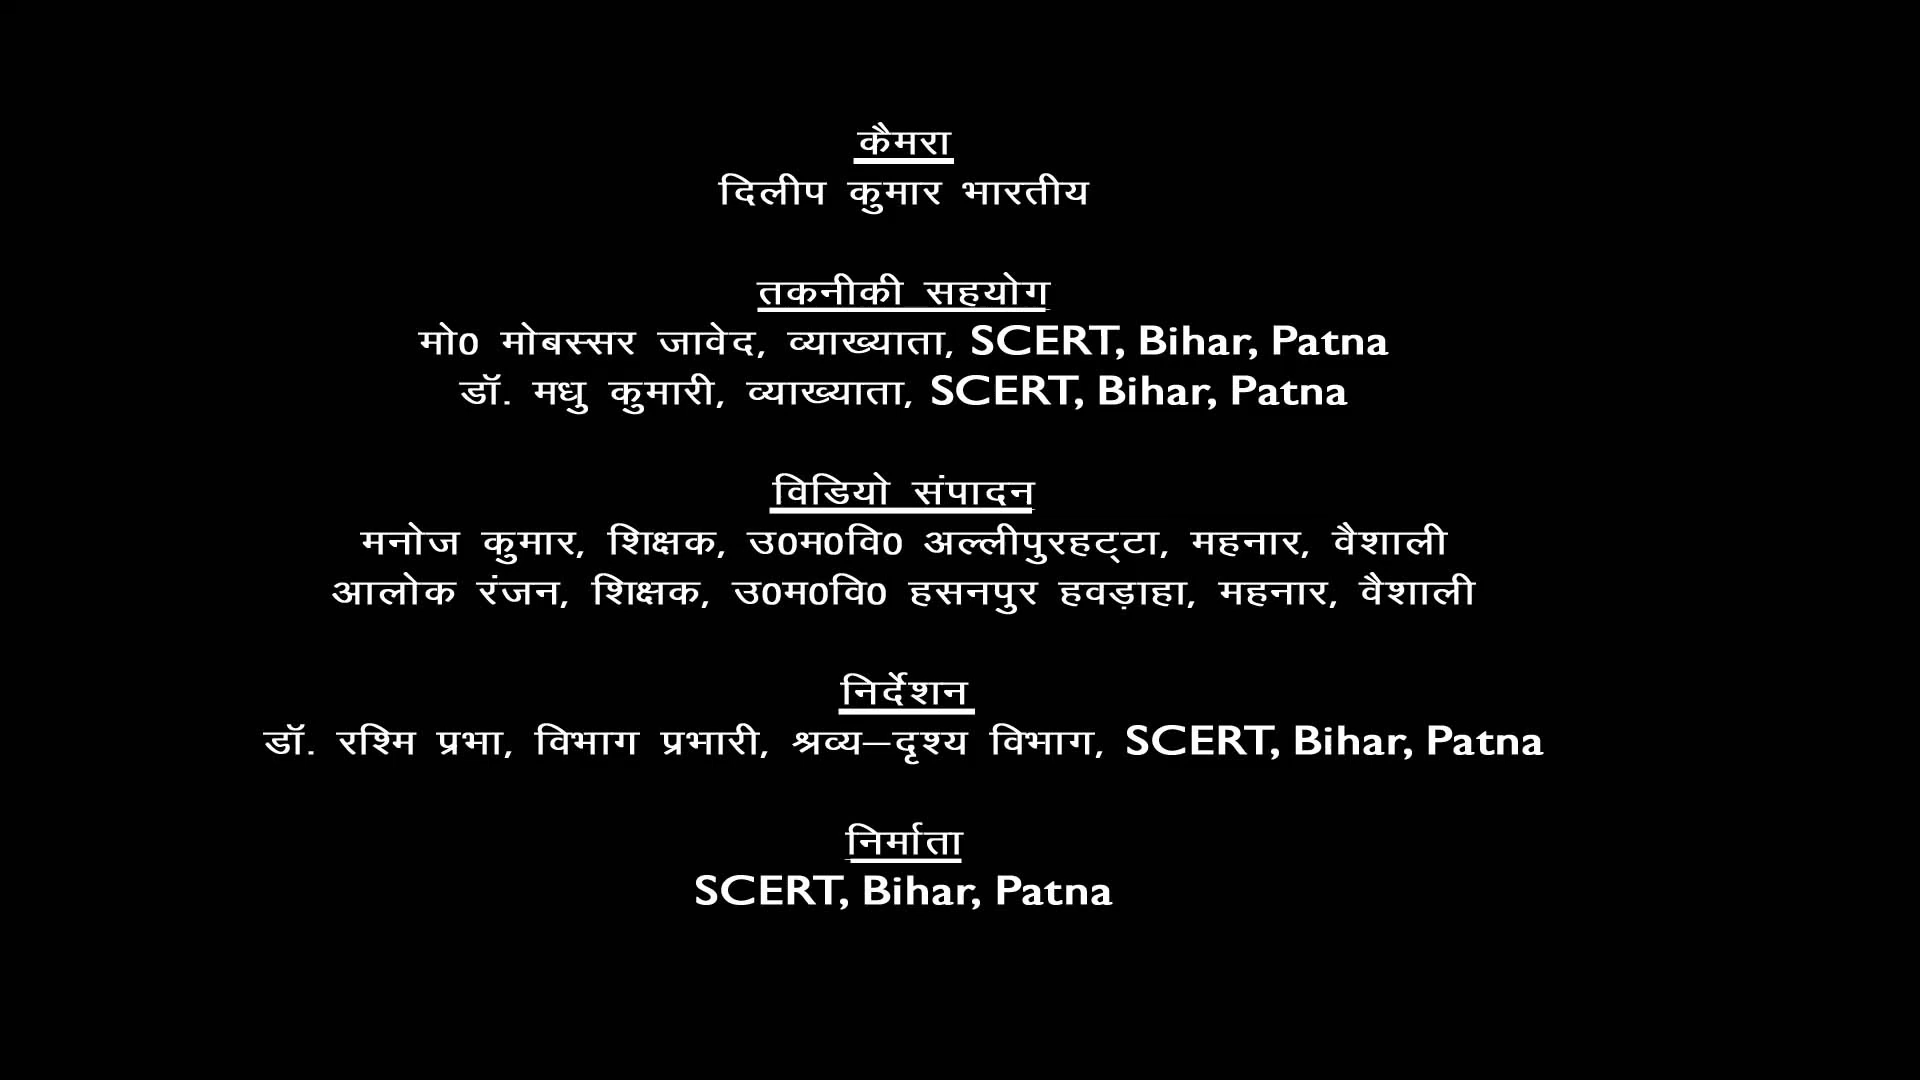 कैमरा
दिलीप कुमार भारतीय
तकनीकी सहयोग
मो0 मोबस्सर जावेद, व्याख्याता, SCERT, Bihar, Patna
डॉ. मधु कुमारी, व्याख्याता, SCERT, Bihar, Patna
विडियो संपादन
मनोज कुमार, शिक्षक, उ0म0वि0 अल्लीपुरहट्टा, महनार, वैशाली
आलोक रंजन, शिक्षक, उ0म0वि0 हसनपुर हवड़ाहा, महनार, वैशाली
निर्देशन
डॉ. रश्मि प्रभा, विभाग प्रभारी, श्रव्य–दृश्य विभाग, SCERT, Bihar, Patna
निर्माता
SCERT, Bihar, Patna